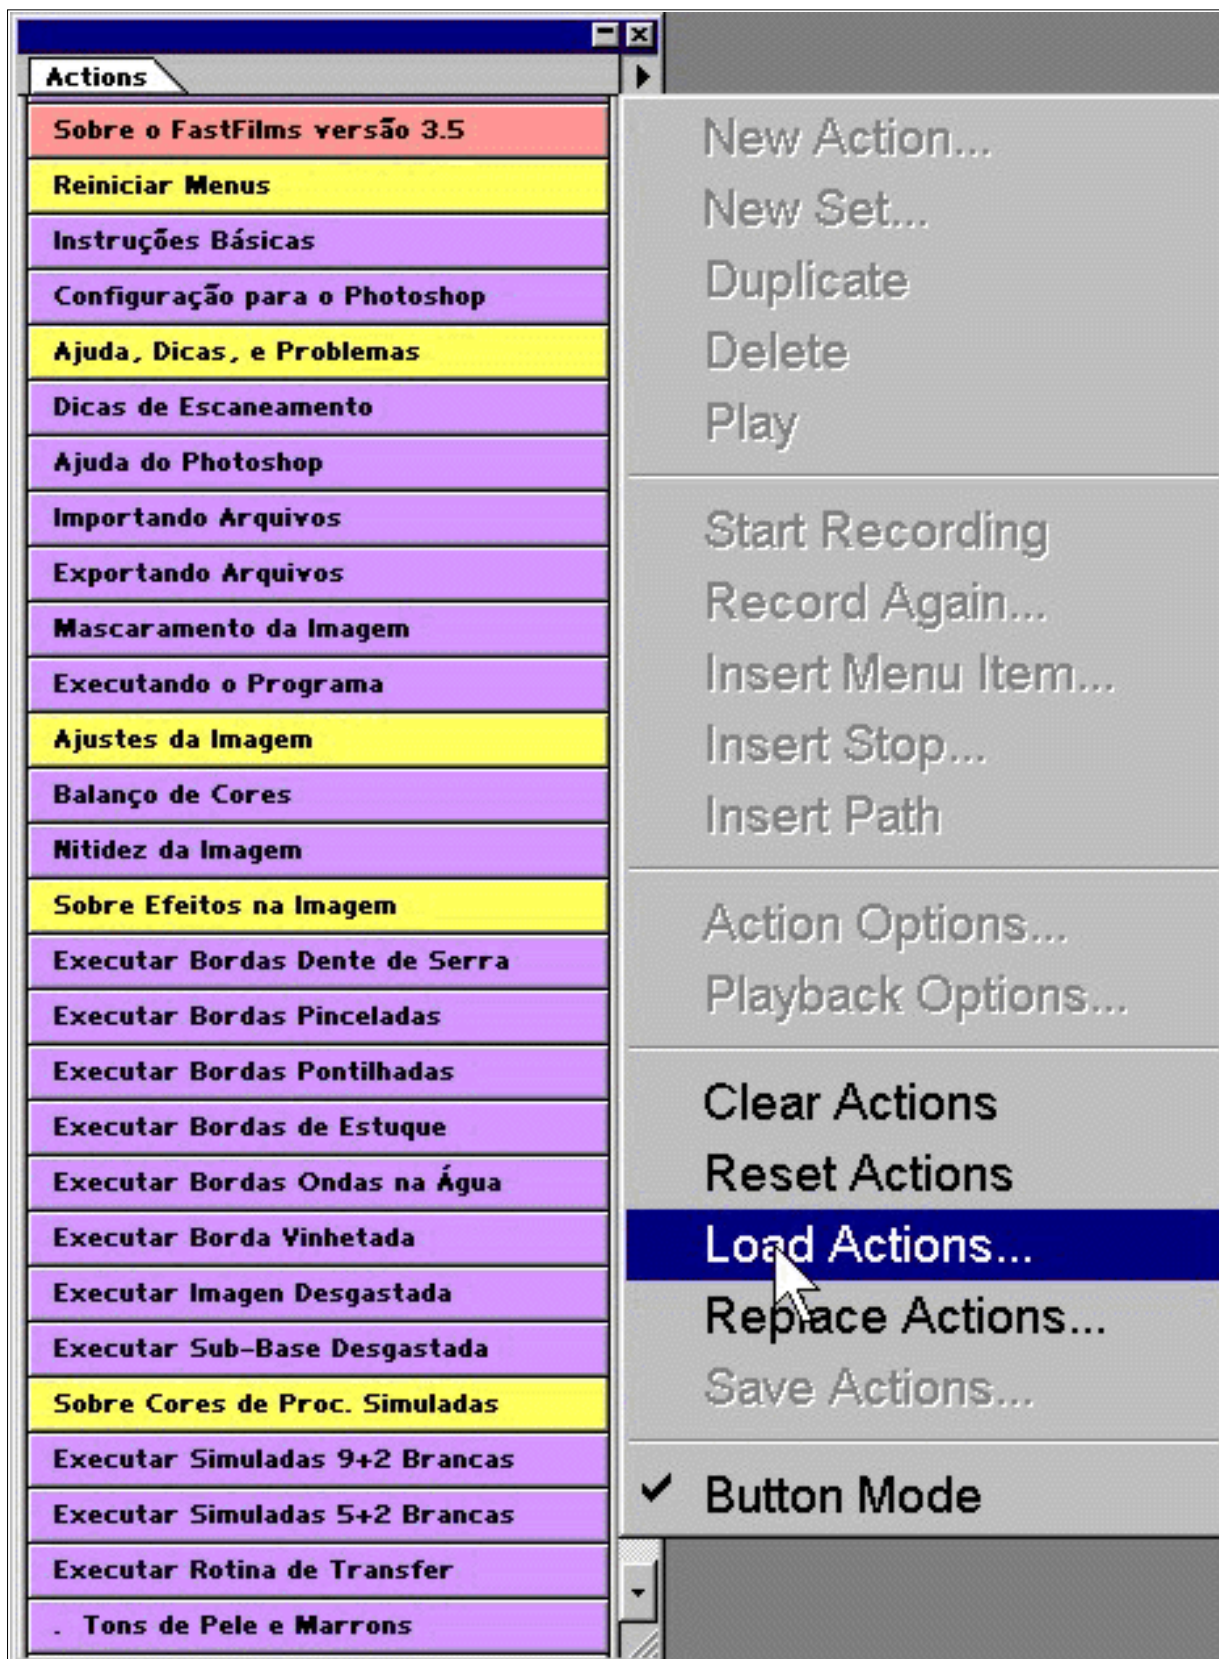 Actions
Sobre o FastFilms versão 3.5
Reiniciar Menus
Instruções Básicas
Configuração para o Photoshop
Ajuda, Dicas, e Problemas
Dicas de Escaneamento
Ajuda do Photoshop
Importando Arquivos
Exportando Arquivos
Mascaramento da Imagem
Executando o Programa
Ajustes da Imagem
Balanço de Cores
Nitidez da Imagem
Sobre Efeitos na Imagem
Executar Bordas Dente de Serra
Executar Bordas Pinceladas
Executar Bordas Pontilhadas
Executar Bordas de Estuque
Executar Bordas Ondas na Água
Executar Borda Vinhetada
Executar Imagen Desgastada
Executar Sub-Base Desgastada
Sobre Cores de Proc. Simuladas
Executar Simuladas 9+2 Brancas
Executar Simuladas 5+2 Brancas
Executar Rotina de Transfer
. Tons de Pele e Marrons
New Action...
New Set...
Duplicate
Delete
Play
Start Recording
Record Again...
Insert Menu Item...
Insert Stop...
Insert Path
Action Options...
Playback Options...
Clear Actions
Reset Actions
Load Actions...
Replace Actions...
Save Actions...
Button Mode